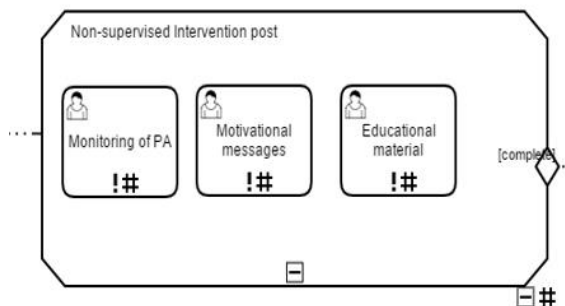 Non-supervised Intervention post
Monitoring of PA
!#
Motivational
messages
!#
Educational
material
!#
[complete]
#